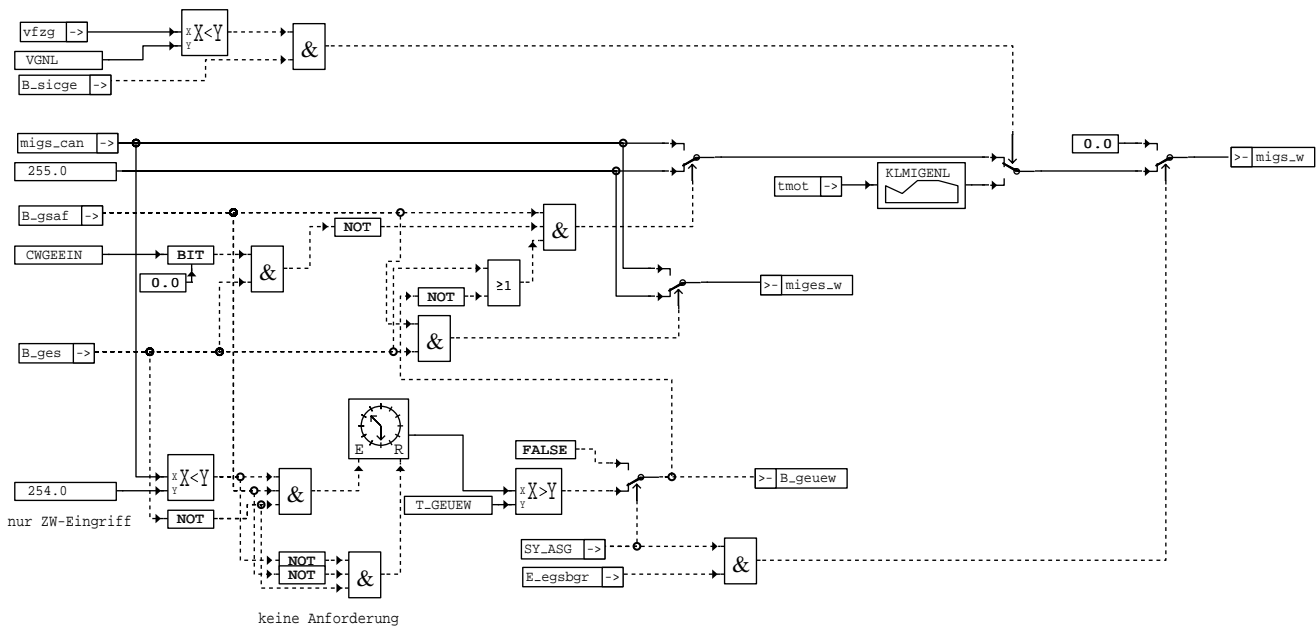 vfzg ->
X X<Y
Y
VGNL
&
B_sicge ->
migs_can ->
0.0
>- migs_w
255.0
KLMIGENL
tmot ->
B_gsaf ->
NOT
&
CWGEEIN
BIT
&
0.0
≥1
NOT
>- miges_w
&
B_ges ->
E R
FALSE
X X<Y
Y
&
X X>Y
Y
>- B_geuew
254.0
T_GEUEW
nur ZW-Eingriff
NOT
SY_ASG ->
&
NOT
NOT
&
E_egsbgr ->
keine Anforderung